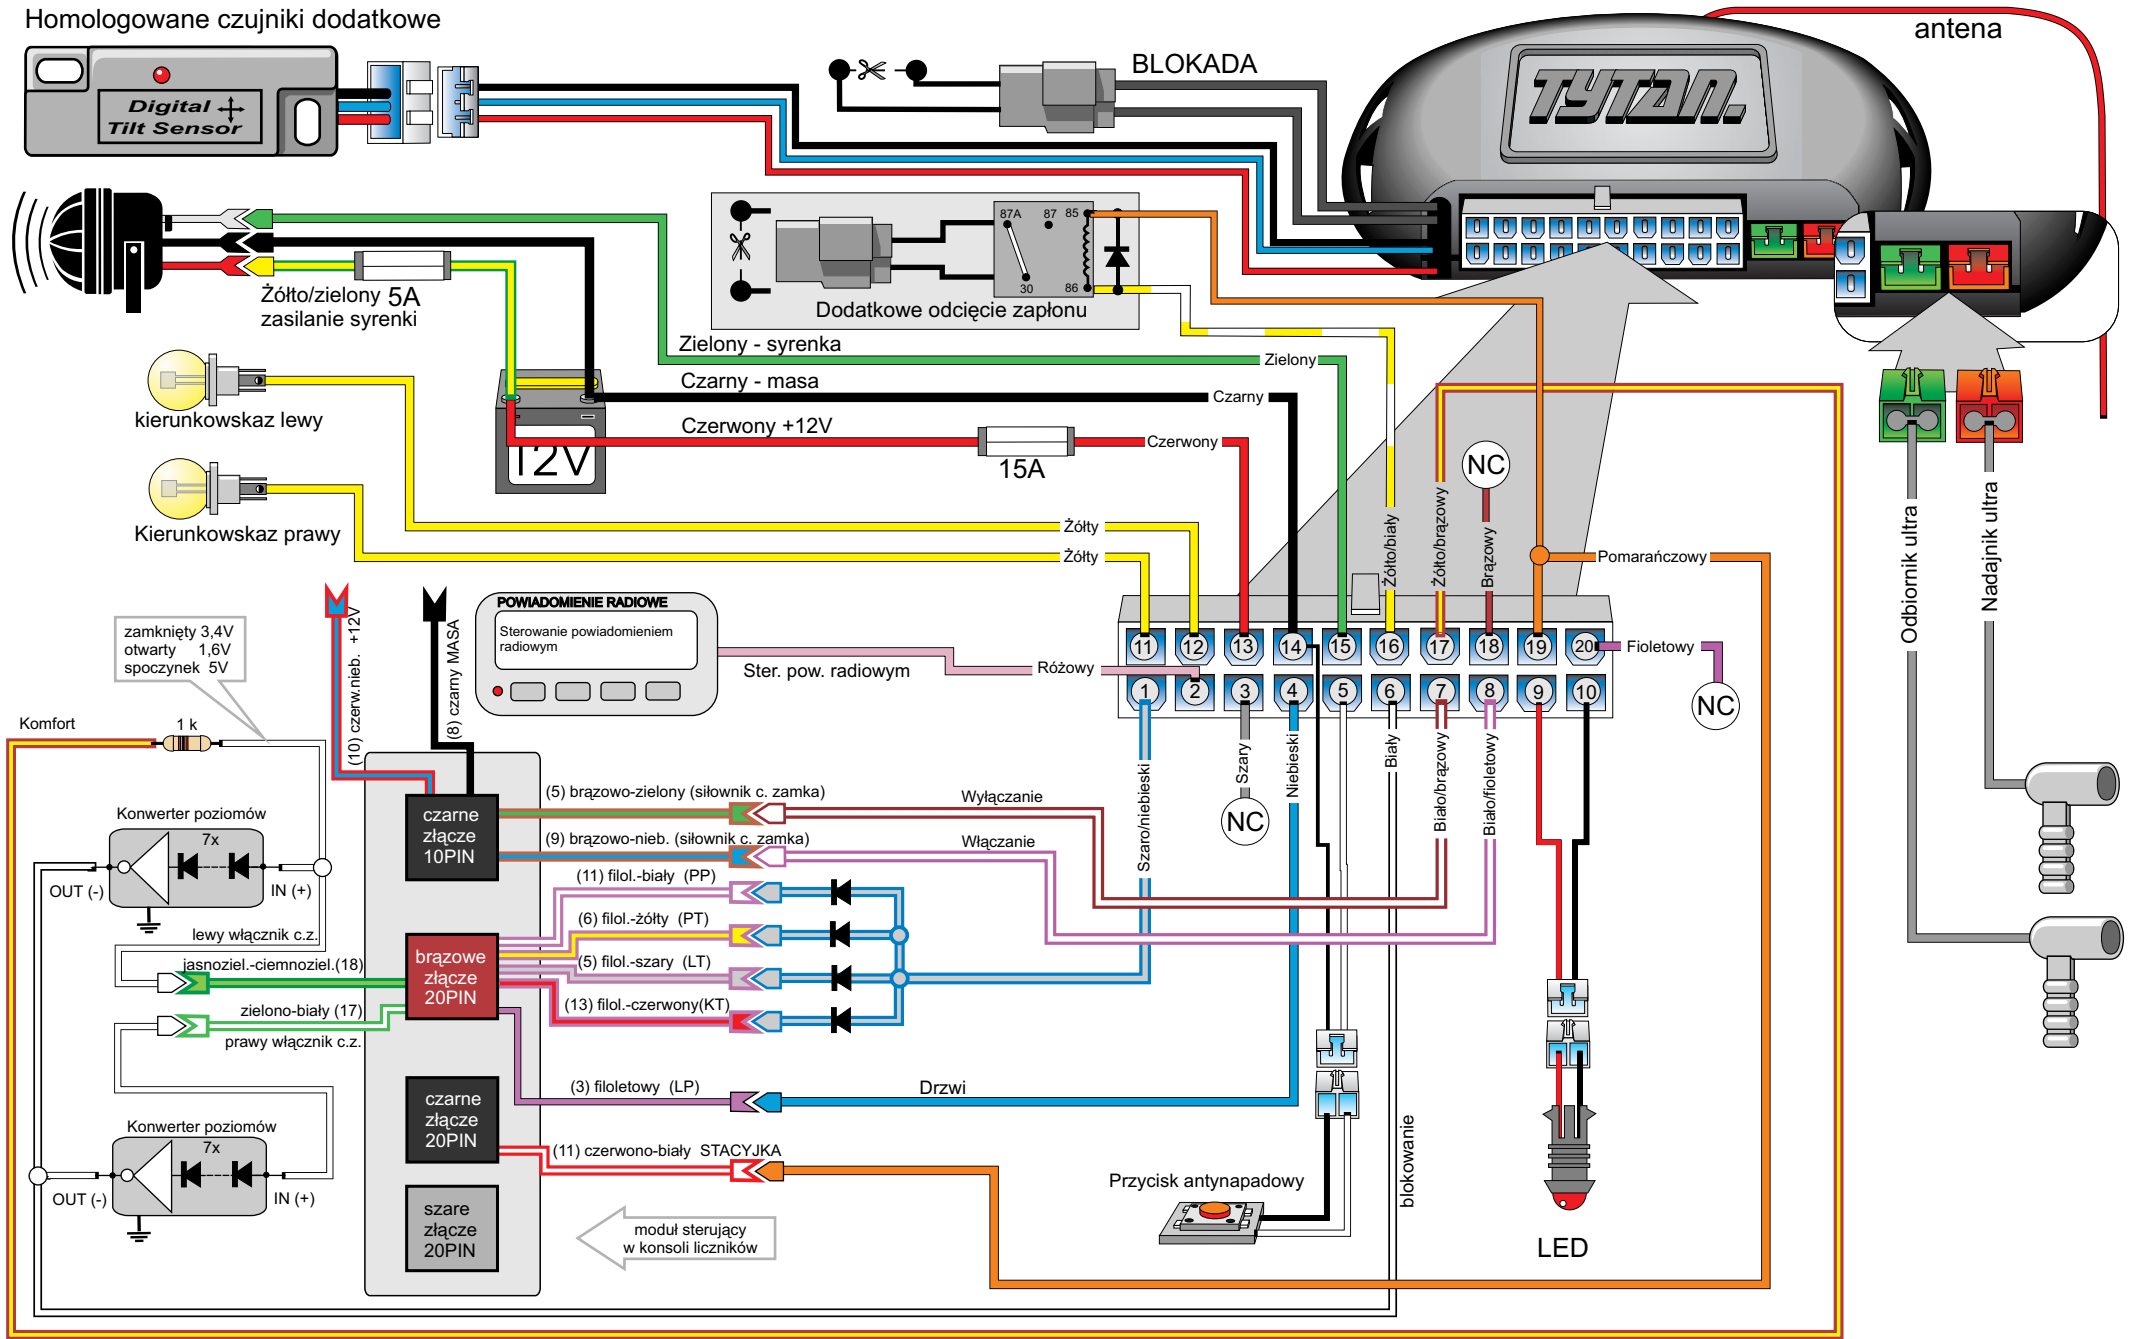 Homologowane czujniki dodatkowe
antena
BLOKADA
TYTAN.
Digital
Tilt Sensor
87A 87 85
30 86
Dodatkowe odcięcie zapłonu
Żółto/zielony 5A
zasilanie syrenki
Zielony - syrenka
Zielony
Czarny - masa
Czarny
Czerwony +12V
Czerwony
15A
12V
kierunkowskaz lewy
Kierunkowskaz prawy
Żółty
Żółty
Żółto/biały
Żółto/brązowy
Brązowy
NC
Pomarańczowy
Odbiornik ultra
Nadajnik ultra
POWIADOMIENIE RADIOWE
Sterowanie powiadomieniem
radiowym
Ster. pow. radiowym
Różowy
11 12 13 14 15 16 17 18 19 20
Fioletowy
NC
1 2 3 4 5 6 7 8 9 10
zamknięty 3,4V
otwarty 1,6V
spoczynek 5V
(10) czerw.nieb. +12V
(8) czarny MASA
Komfort
1 k
Szaro/niebieski
Szary
NC
Niebieski
Biały
Biało/brązowy
Biało/fioletowy
Konwerter poziomów
7x
OUT (-)
IN (+)
czarne
złącze
10PIN
(5) brązowo-zielony (siłownik c. zamka)
Wyłączanie
(9) brązowo-nieb. (siłownik c. zamka)
Włączanie
(11) filol.-biały (PP)
(6) filol.-żółty (PT)
(5) filol.-szary (LT)
(13) filol.-czerwony(KT)
brązowe
złącze
20PIN
lewy włącznik c.z.
jasnoziel.-ciemnoziel.(18)
zielono-biały (17)
prawy włącznik c.z.
(3) filoletowy (LP)
Drzwi
czarne
złącze
20PIN
(11) czerwono-biały STACYJKA
Konwerter poziomów
7x
OUT (-)
IN (+)
szare
złącze
20PIN
moduł sterujący
w konsoli liczników
Przycisk antynapadowy
blokowanie
LED